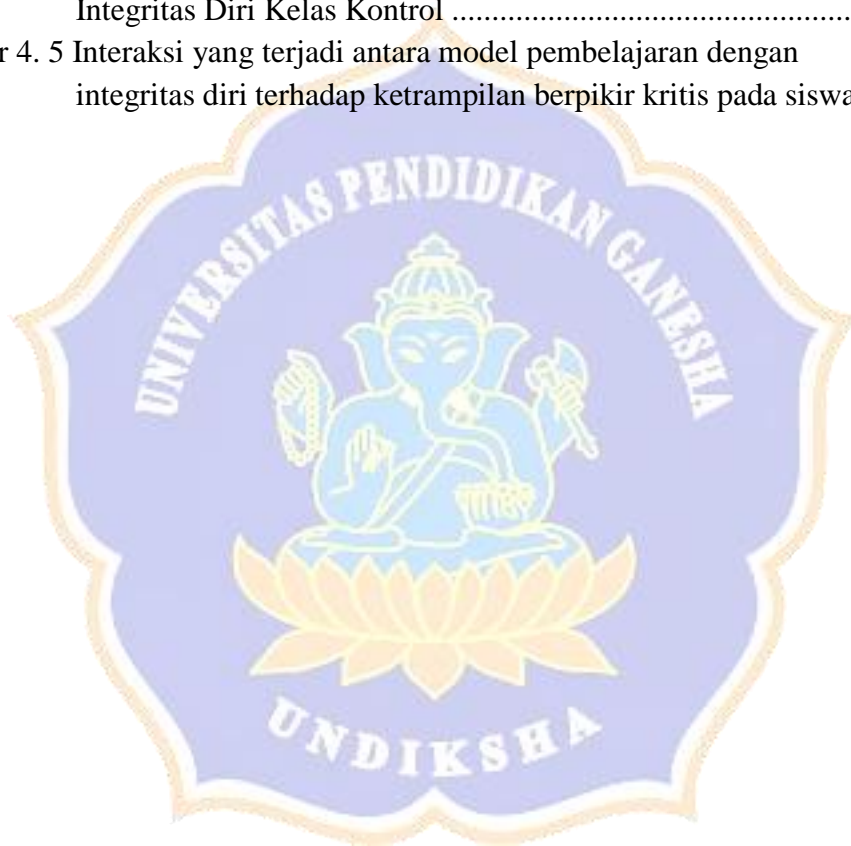 Integritas Diri Kelas Kontrol ..................................................
r 4. 5 Interaksi yang terjadi antara model pembelajaran dengan
integritas diri terhadap ketrampilan berpikir kritis pada siswa
UNIVERSITAS PENDIDIKAN GANESHA
UNDIKSHA